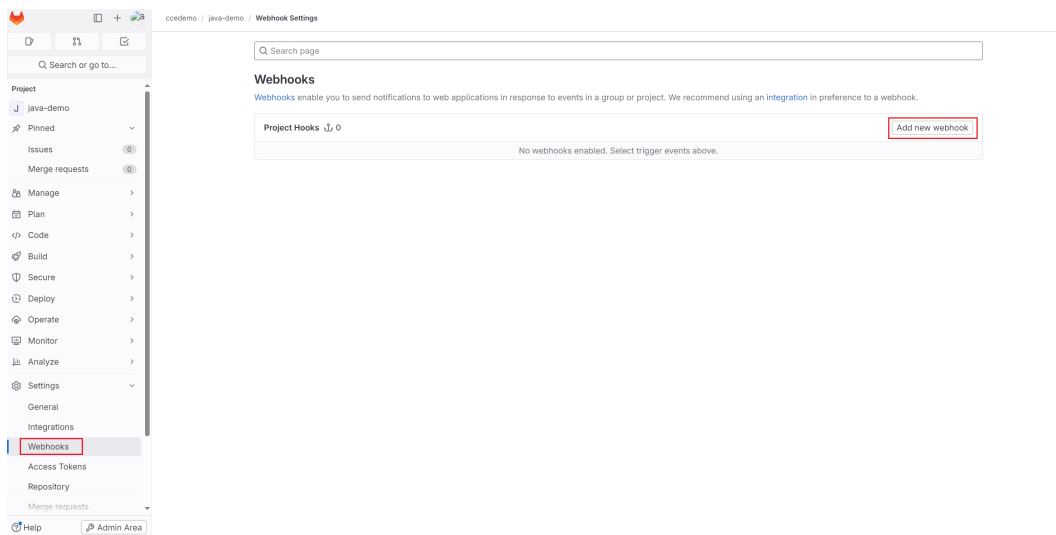 a
ccedemo / java-demo / Webhook Settings
Search or go to...
Project
J java-demo
Pinned
Issues 0
Merge requests 0
Manage
Plan
Code
Build
Secure
Deploy
Operate
Monitor
Analyze
Settings
General
Integrations
Webhooks
Access Tokens
Repository
Merge requests
Help
Admin Area
Search page
Webhooks
Webhooks enable you to send notifications to web applications in response to events in a group or project. We recommend using an integration in preference to a webhook.
Project Hooks 0
Add new webhook
No webhooks enabled. Select trigger events above.